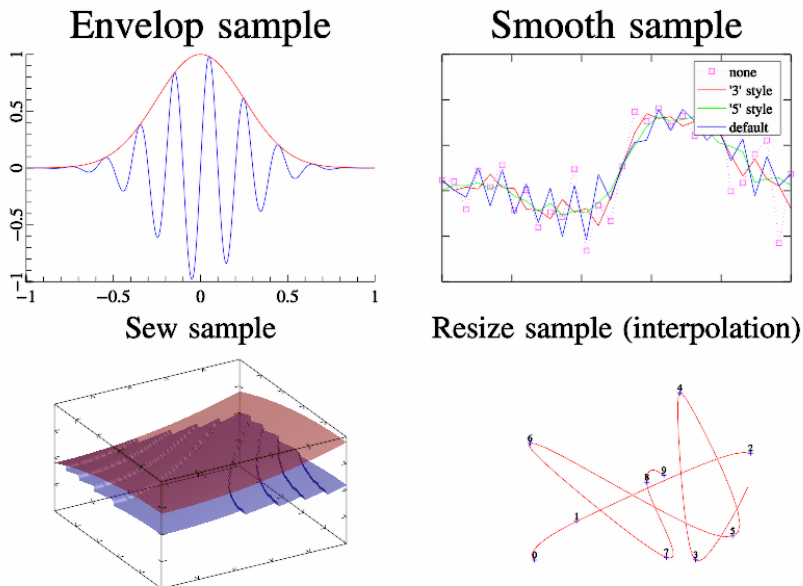 Envelop sample
Smooth sample
1
0.5
0
−0.5
−1
−1
−0.5
0
0.5
1
none
'3' style
'5' style
default
Sew sample
Resize sample (interpolation)
0
1
2
3
4
5
6
7
8
9